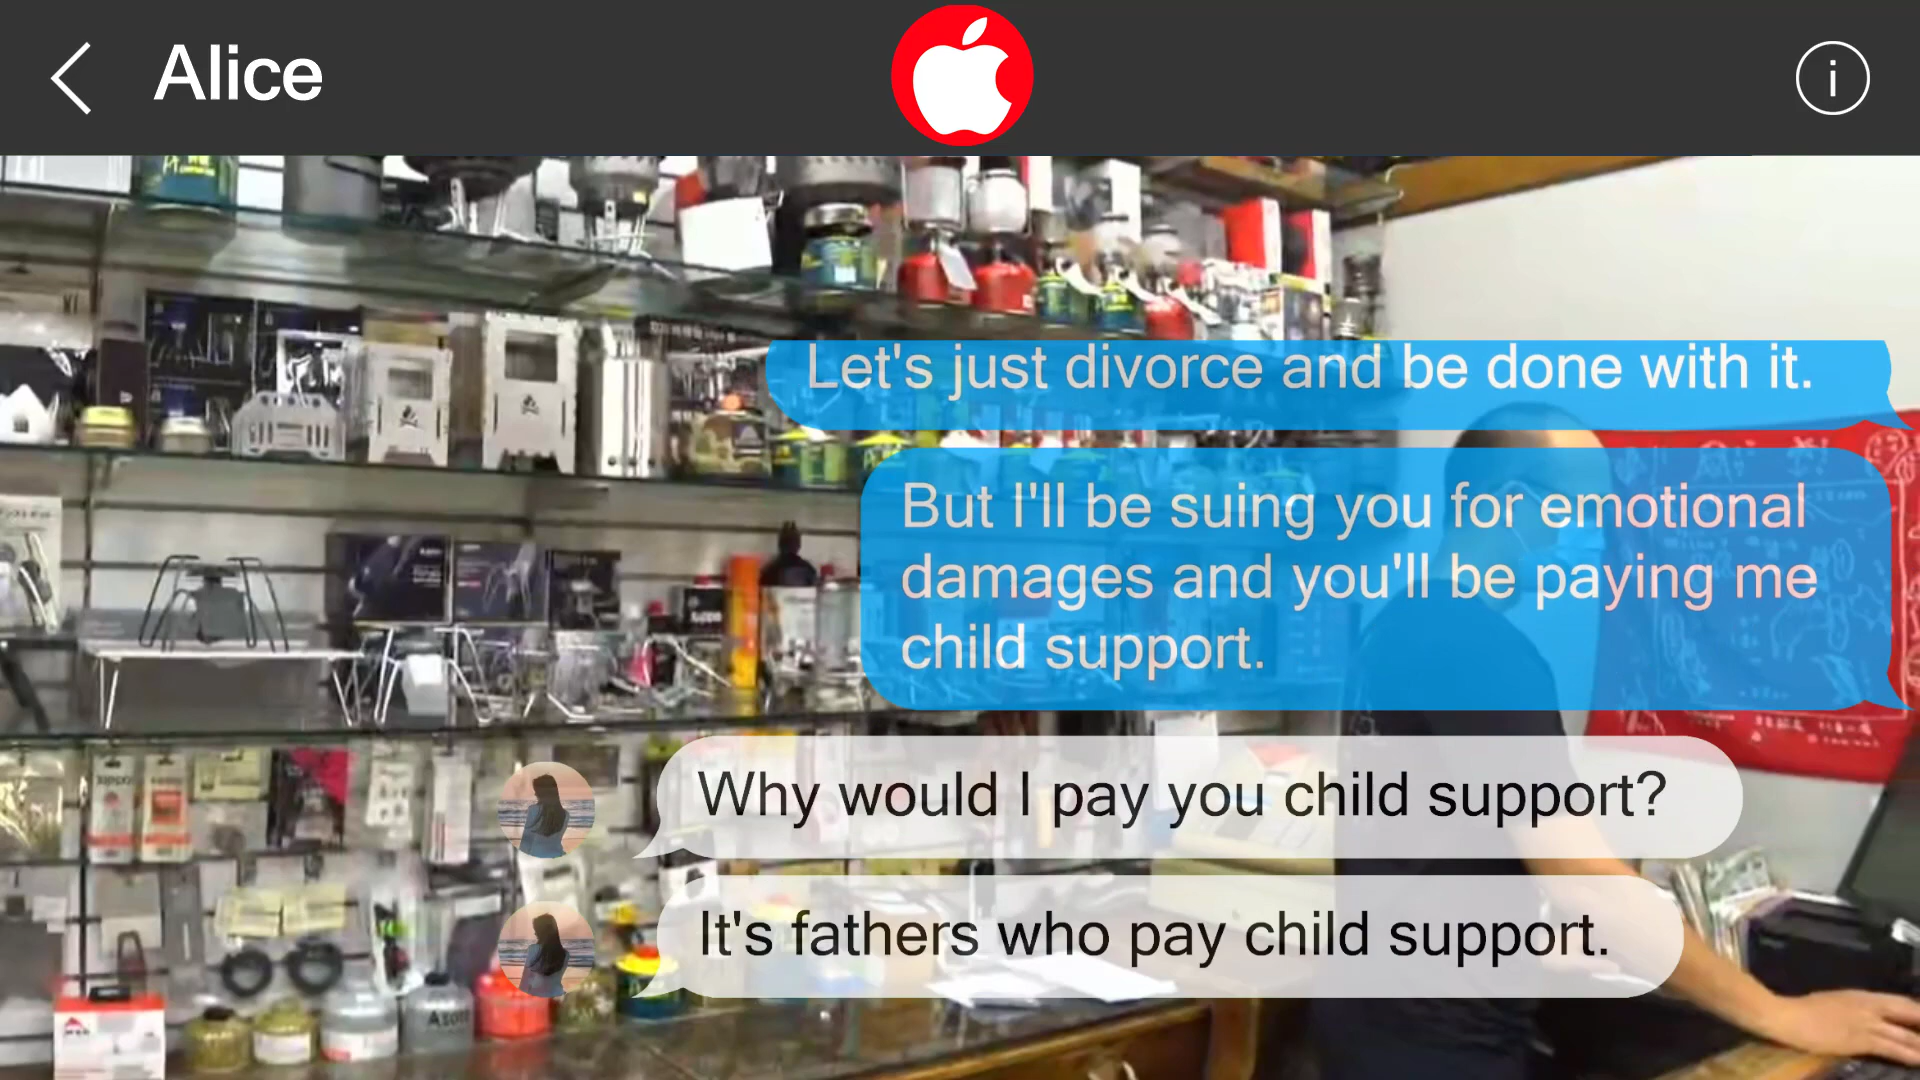 Alice
Let's just divorce and be done with it.
But I'll be suing you for emotional
damages and you'll be paying me
child support.
Why would I pay you child support?
It's fathers who pay child support.